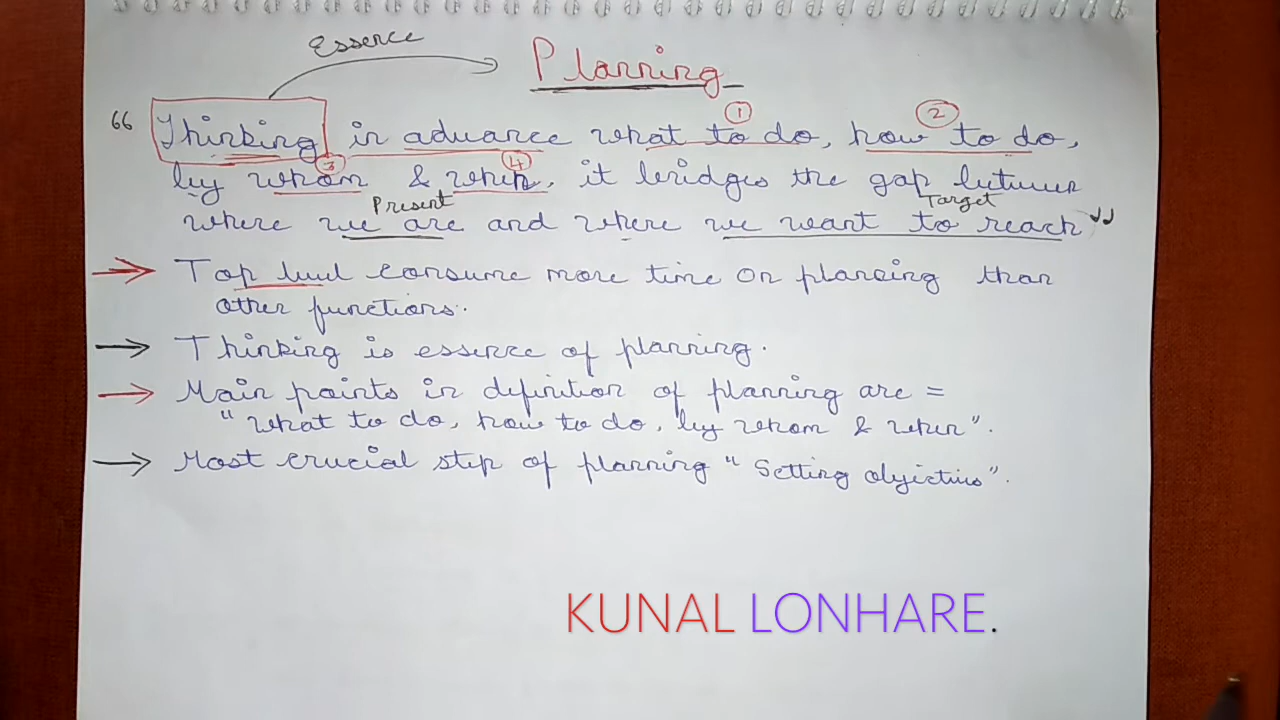 Essence
Planning
"Thinking in advance what to do, how to do,
1 2
by whom & when, it bridges the gap between
3 4
Present Target
where we are and where we want to reach"
→ Top level consume more time on planning than
other functions.
→ Thinking is essence of planning.
→ Main points in definition of planning are =
"what to do, how to do, by whom & when".
→ Most crucial step of planning "Setting objectives".
KUNAL LONHARE.